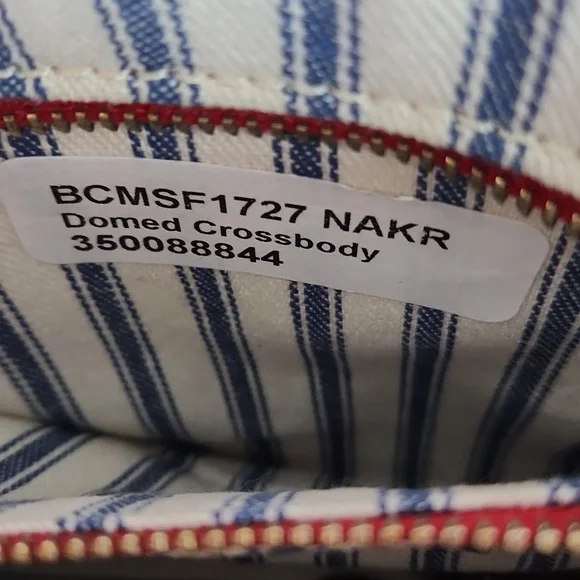 BCMSF1727 NAKR
Domed Crossbody
350088844